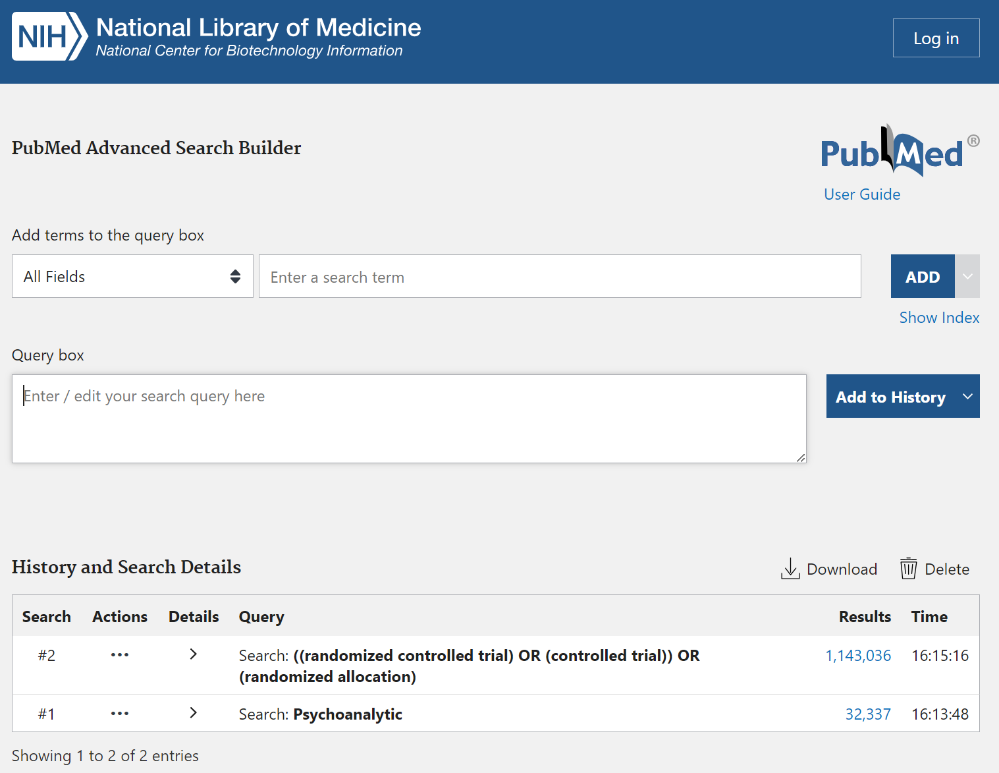 NIH National Library of Medicine
National Center for Biotechnology Information
Log in
PubMed Advanced Search Builder
PubMed®
User Guide
Add terms to the query box
All Fields
Enter a search term
ADD
Show Index
Query box
Enter / edit your search query here
Add to History
History and Search Details
Download
Delete
Search Actions Details Query Results Time
#2 ••• Search: ((randomized controlled trial) OR (controlled trial)) OR 1,143,036 16:15:16
(randomized allocation)
#1 ••• Search: Psychoanalytic 32,337 16:13:48
Showing 1 to 2 of 2 entries